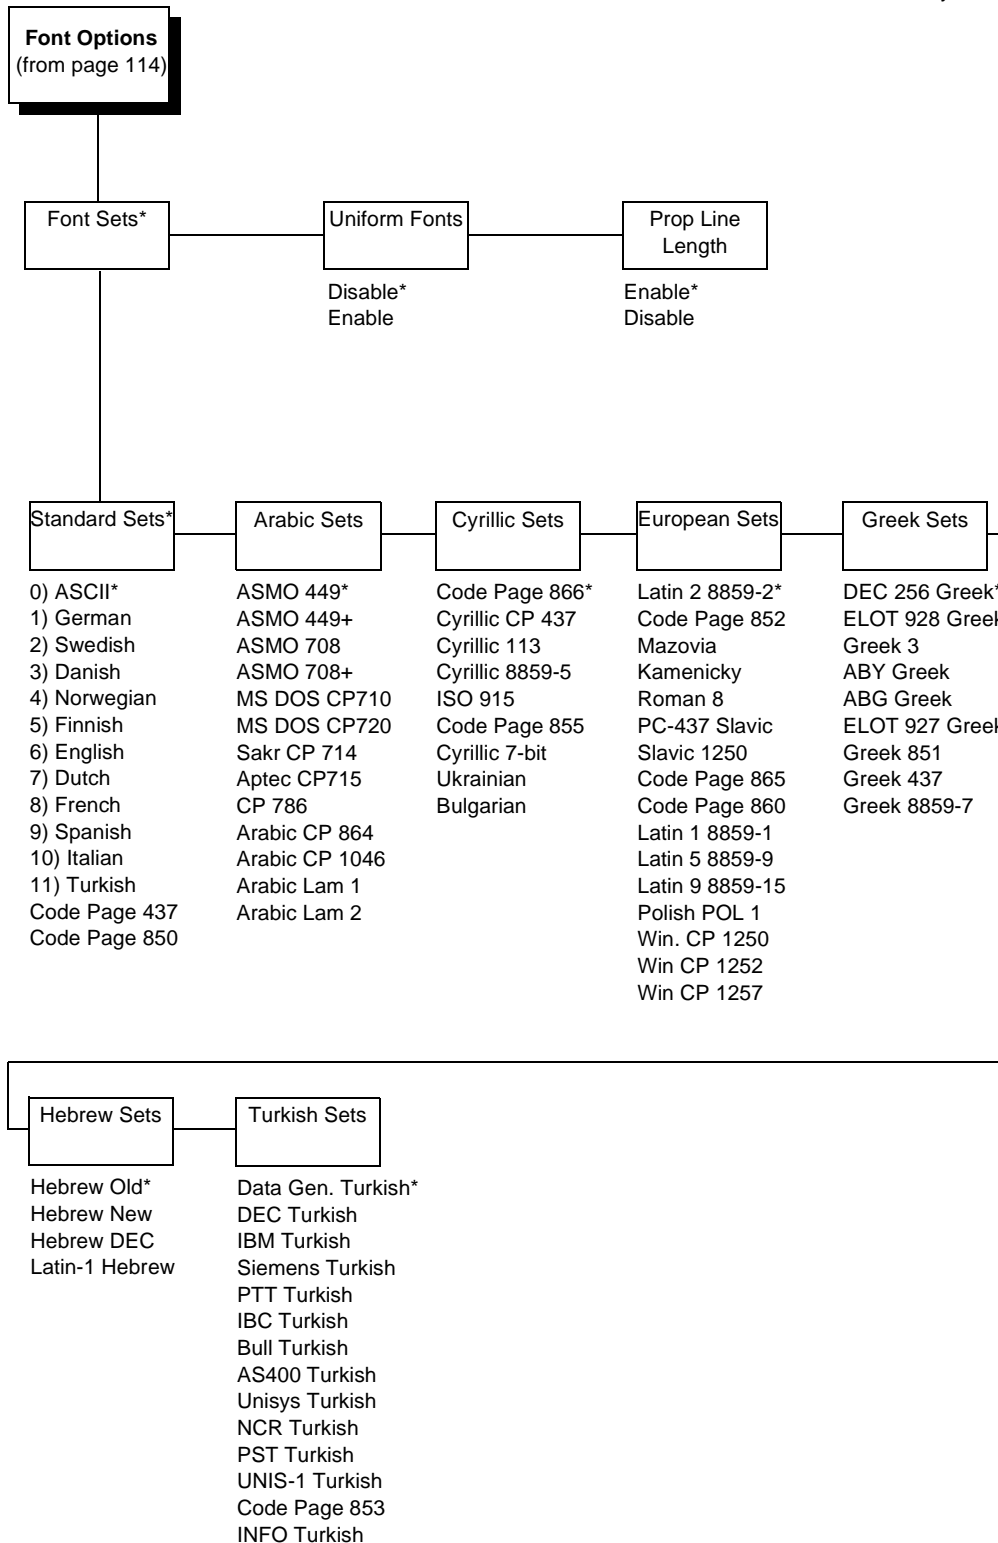 Font Options
(from page 114)
Font Sets*
Uniform Fonts
Prop Line
Length
Disable*
Enable
Enable*
Disable
Standard Sets*
0) ASCII*
1) German
2) Swedish
3) Danish
4) Norwegian
5) Finnish
6) English
7) Dutch
8) French
9) Spanish
10) Italian
11) Turkish
Code Page 437
Code Page 850
Arabic Sets
ASMO 449*
ASMO 449+
ASMO 708
ASMO 708+
MS DOS CP710
MS DOS CP720
Sakr CP 714
Aptec CP715
CP 786
Arabic CP 864
Arabic CP 1046
Arabic Lam 1
Arabic Lam 2
Cyrillic Sets
Code Page 866*
Cyrillic CP 437
Cyrillic 113
Cyrillic 8859-5
ISO 915
Code Page 855
Cyrillic 7-bit
Ukrainian
Bulgarian
European Sets
Latin 2 8859-2*
Code Page 852
Mazovia
Kamenicky
Roman 8
PC-437 Slavic
Slavic 1250
Code Page 865
Code Page 860
Latin 1 8859-1
Latin 5 8859-9
Latin 9 8859-15
Polish POL 1
Win. CP 1250
Win CP 1252
Win CP 1257
Greek Sets
DEC 256 Greek*
ELOT 928 Greek
Greek 3
ABY Greek
ABG Greek
ELOT 927 Greek
Greek 851
Greek 437
Greek 8859-7
Hebrew Sets
Hebrew Old*
Hebrew New
Hebrew DEC
Latin-1 Hebrew
Turkish Sets
Data Gen. Turkish*
DEC Turkish
IBM Turkish
Siemens Turkish
PTT Turkish
IBC Turkish
Bull Turkish
AS400 Turkish
Unisys Turkish
NCR Turkish
PST Turkish
UNIS-1 Turkish
Code Page 853
INFO Turkish